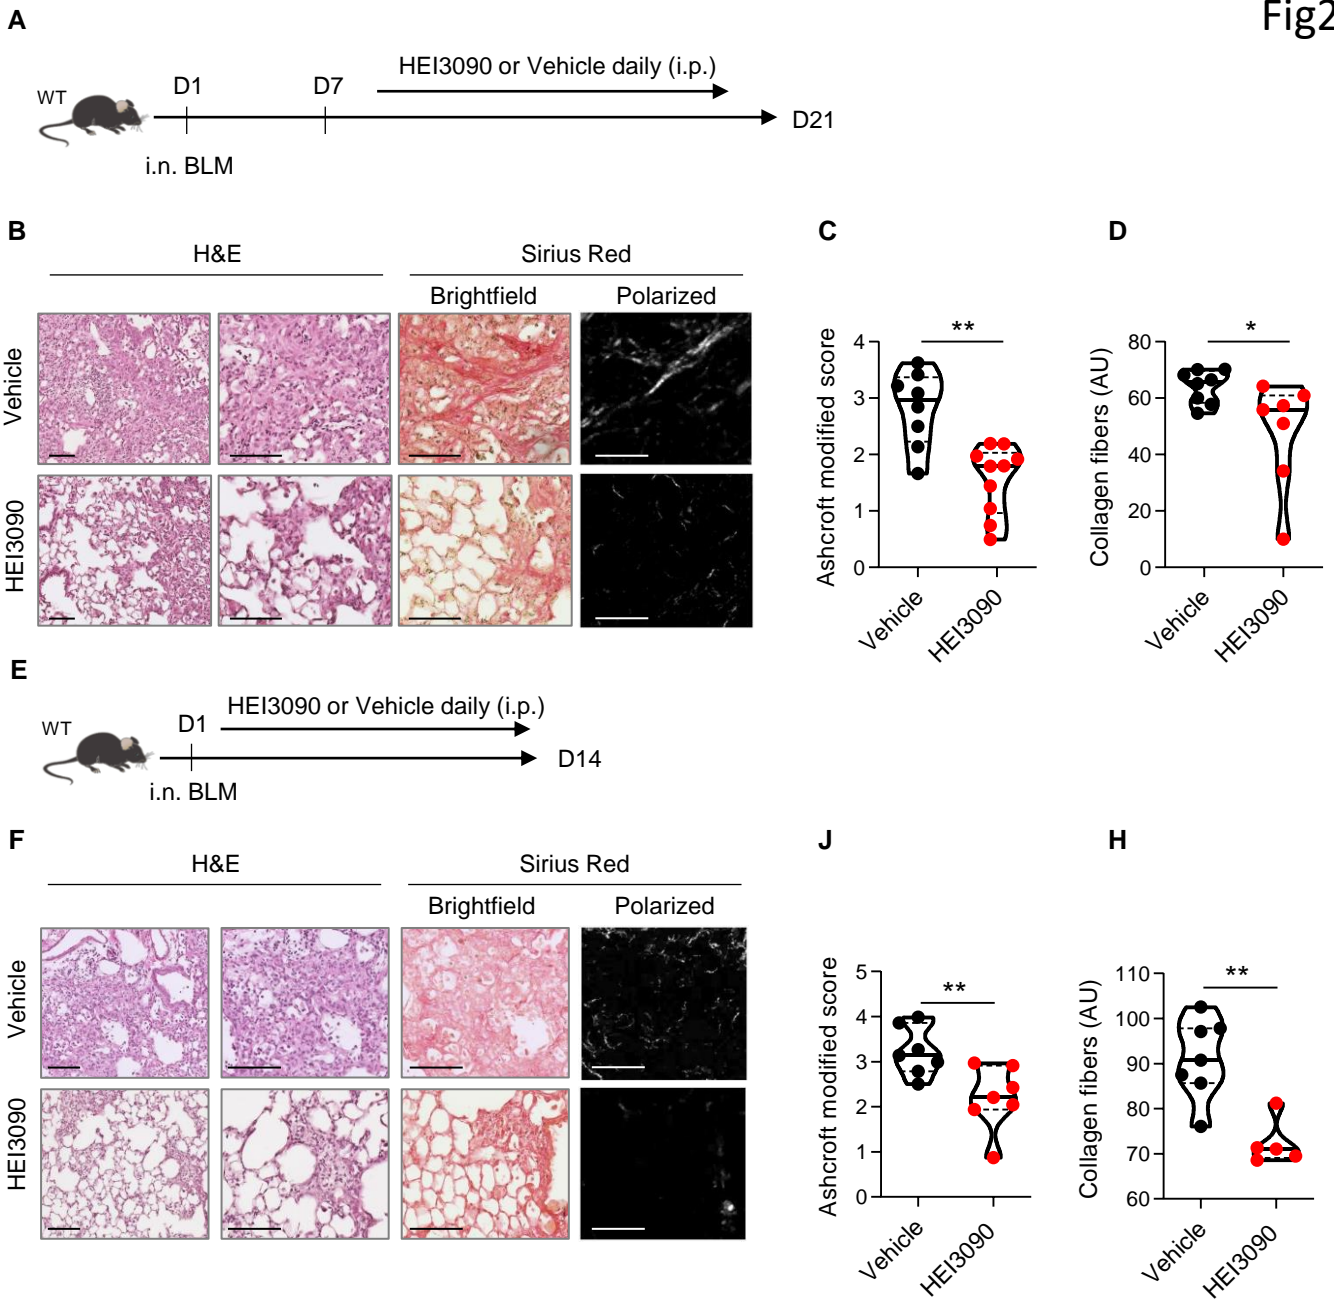 Fig2
A
HEI3090 or Vehicle daily (i.p.)
WT
D1
D7
D21
i.n. BLM
B
H&E
Sirius Red
Brightfield
Polarized
Vehicle
HEI3090
C
**
Ashcroft modified score
4
3
2
1
0
Vehicle
HEI3090
D
*
Collagen fibers (AU)
80
60
40
20
0
Vehicle
HEI3090
E
HEI3090 or Vehicle daily (i.p.)
WT
D1
D14
i.n. BLM
F
H&E
Sirius Red
Brightfield
Polarized
Vehicle
HEI3090
J
**
Ashcroft modified score
5
4
3
2
1
0
Vehicle
HEI3090
H
**
Collagen fibers (AU)
110
100
90
80
70
60
Vehicle
HEI3090